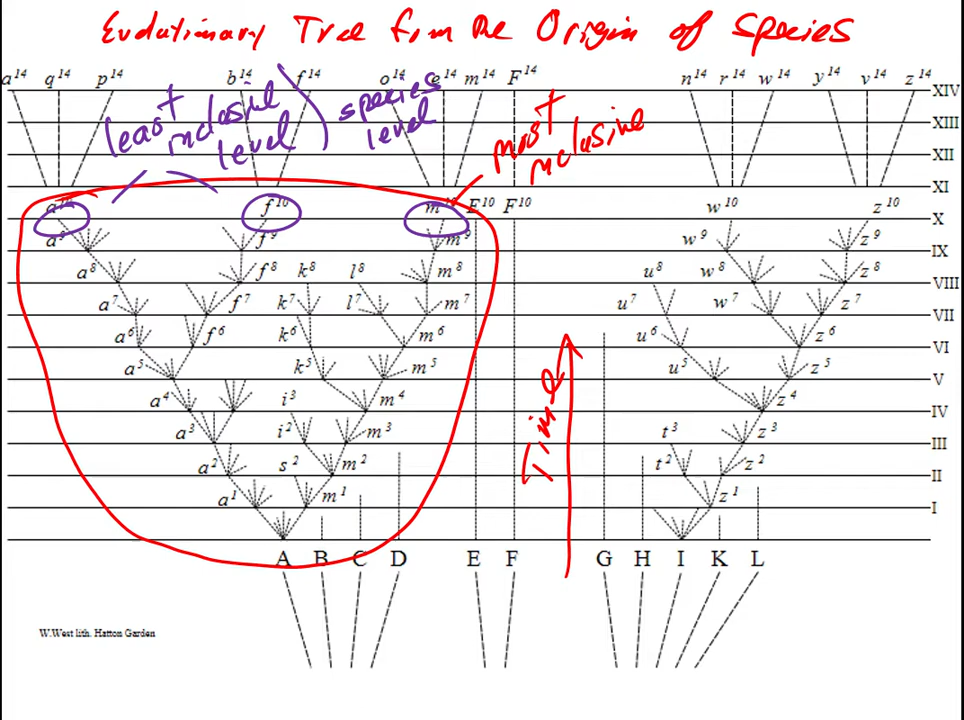 Evolutionary Tree from the Origin of Species
a14 q14 p14 b14 f14 o14 e14 m14 F14 n14 r14 w14 y14 v14 z14 XIV
least inclusive level
species level
most inclusive
XIII
XII
XI
a10 f10 m10 E10 F10 w10 z10 X
a9 f9 m9 w9 z9 IX
a8 f8 k8 l8 m8 u8 w8 z8 VIII
a7 f7 k7 l7 m7 u7 w7 z7 VII
a6 f6 k6 m6 u6 z6 VI
a5 k5 m5 u5 z5 V
a4 i3 m4 z4 IV
a3 i2 m3 t3 z3 III
a2 s2 m2 t2 z2 II
a1 m1 z1 I
Time
A B C D E F G H I K L
W.West lith. Hatton Garden